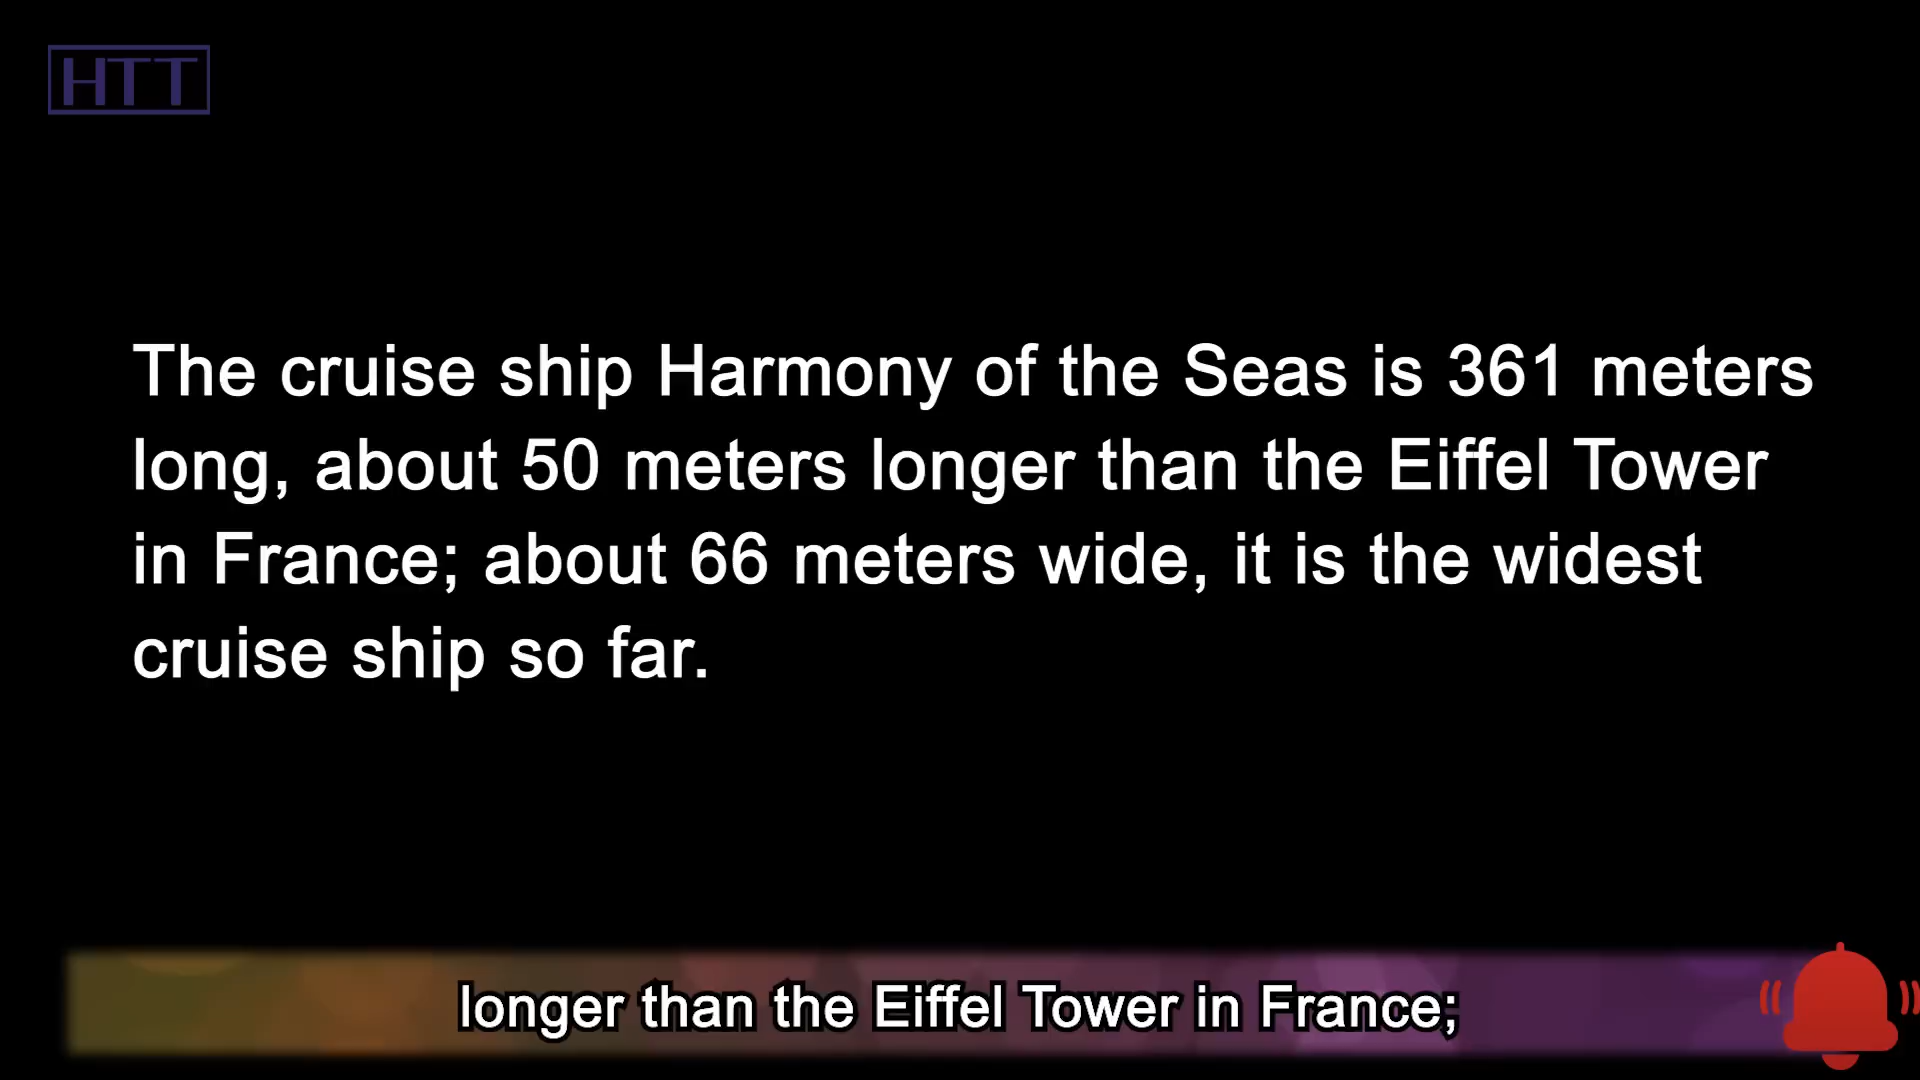 HTT
The cruise ship Harmony of the Seas is 361 meters
long, about 50 meters longer than the Eiffel Tower
in France; about 66 meters wide, it is the widest
cruise ship so far.
longer than the Eiffel Tower in France;